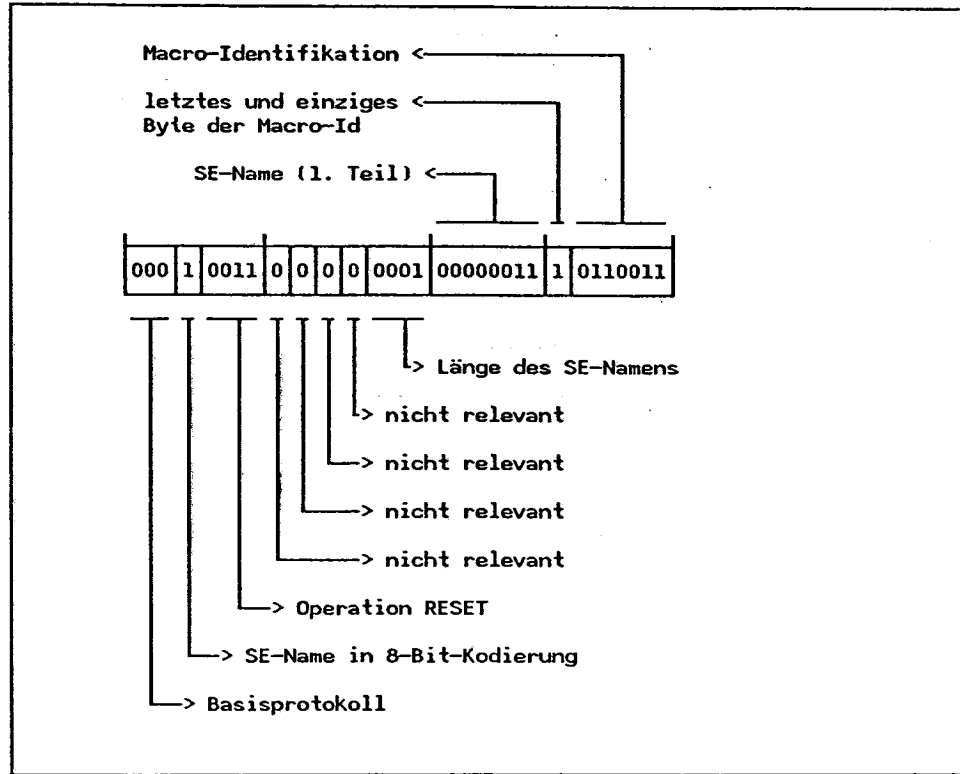 Macro-Identifikation <
letztes und einziges <
Byte der Macro-Id
SE-Name (1. Teil) <
000 1 0011 0 0 0 0 0001 00000011 1 0110011
> Länge des SE-Namens
> nicht relevant
> nicht relevant
> nicht relevant
> nicht relevant
> Operation RESET
> SE-Name in 8-Bit-Kodierung
> Basisprotokoll